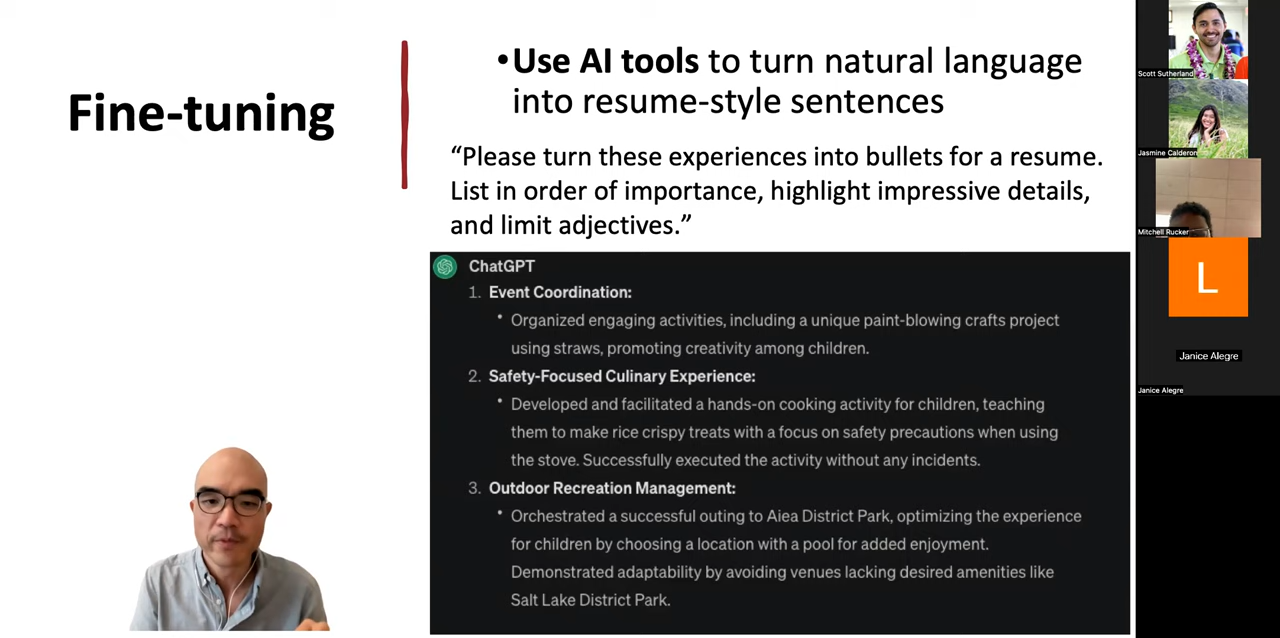 Fine-tuning
•Use AI tools to turn natural language
into resume-style sentences
“Please turn these experiences into bullets for a resume.
List in order of importance, highlight impressive details,
and limit adjectives.”
ChatGPT
1. Event Coordination:
• Organized engaging activities, including a unique paint-blowing crafts project
using straws, promoting creativity among children.
2. Safety-Focused Culinary Experience:
• Developed and facilitated a hands-on cooking activity for children, teaching
them to make rice crispy treats with a focus on safety precautions when using
the stove. Successfully executed the activity without any incidents.
3. Outdoor Recreation Management:
• Orchestrated a successful outing to Aiea District Park, optimizing the experience
for children by choosing a location with a pool for added enjoyment.
Demonstrated adaptability by avoiding venues lacking desired amenities like
Salt Lake District Park.
Scott Sutherland
Jasmine Calderon
Mitchell Rucker
L
Janice Alegre
Janice Alegre